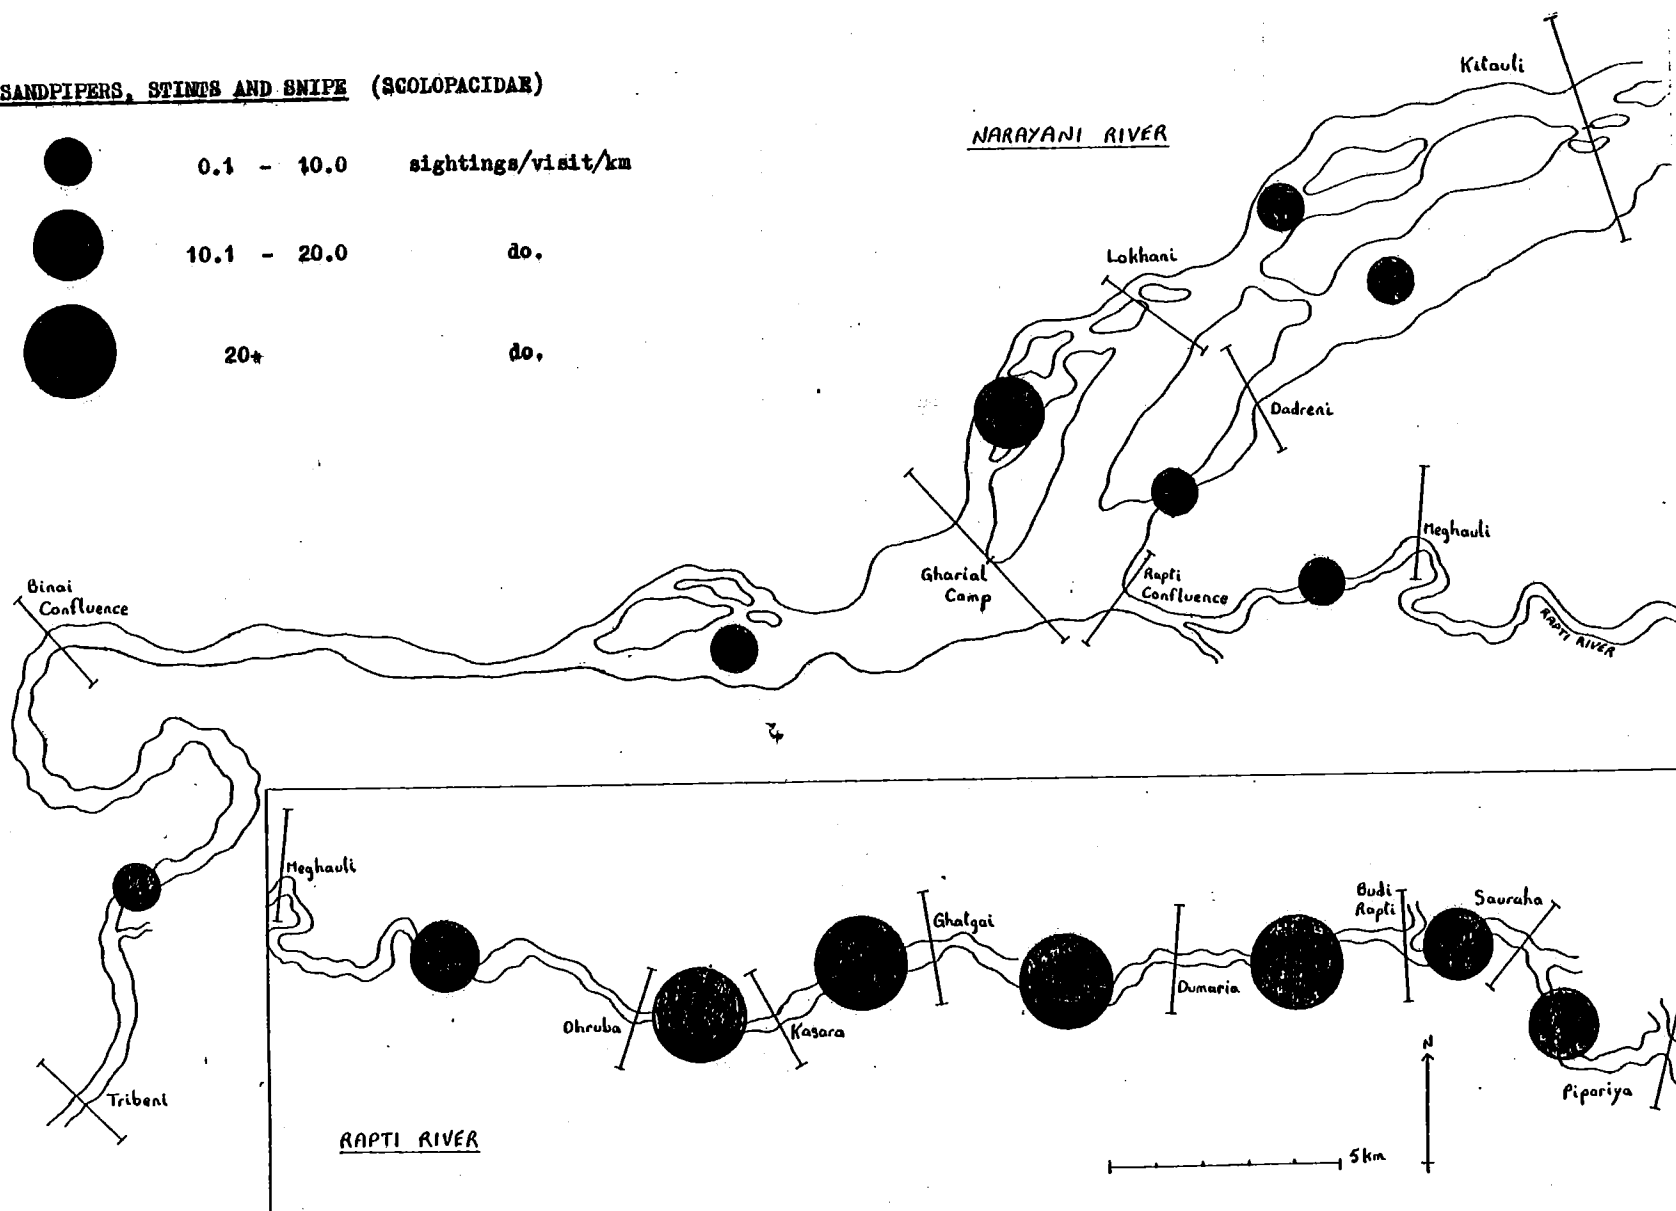 SANDPIPERS, STINTS AND SNIPE (SCOLOPACIDAE)
0.1 - 10.0 sightings/visit/km
10.1 - 20.0 do.
20+ do.
NARAYANI RIVER
Kitauli
Lokhani
Dadreni
Meghauli
Gharial
Camp
Rapti
Confluence
RAPTI RIVER
Binai
Confluence
Tribeni
Meghauli
Dhruba
Kasara
Ghatgai
Dumaria
Budi
Rapti
Sauraha
Pipariya
N
5km
RAPTI RIVER